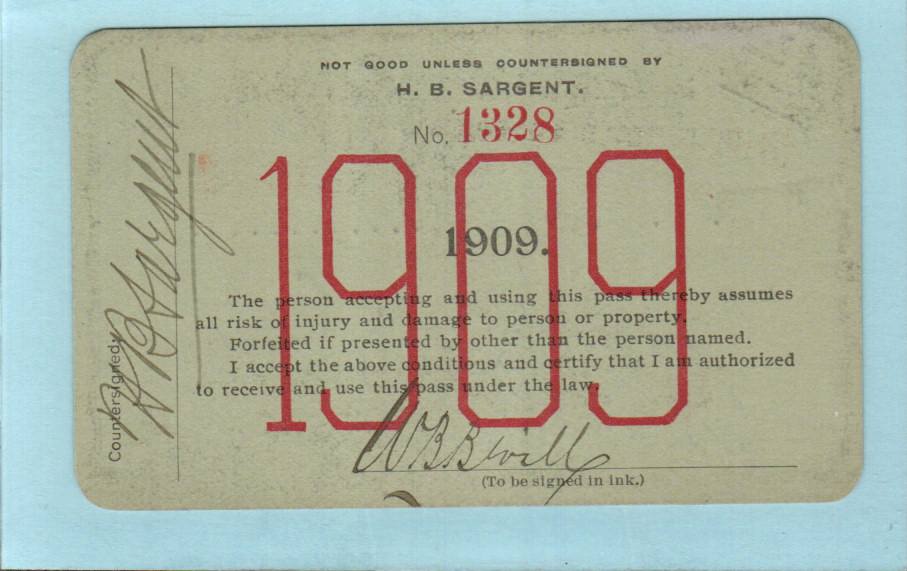 NOT GOOD UNLESS COUNTERSIGNED BY
H. B. SARGENT.
No. 1328
1909
1909.
The person accepting and using this pass thereby assumes
all risk of injury and damage to person or property.
Forfeited if presented by other than the person named.
I accept the above conditions and certify that I am authorized
to receive and use this pass under the law.
W B Bevill
(To be signed in ink.)
Countersigned:
H B Sargent